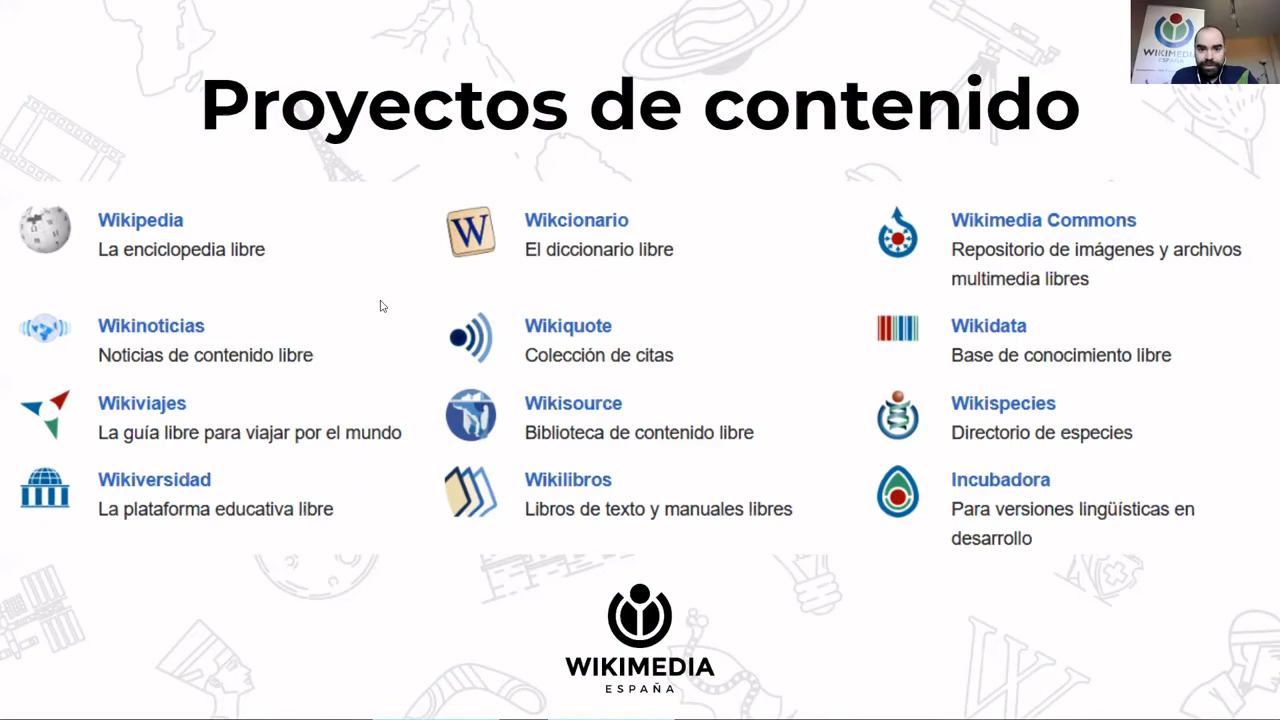 Proyectos de contenido
WIKIMEDIA
ESPAÑA
Wikipedia
La enciclopedia libre
W
Wikcionario
El diccionario libre
Wikimedia Commons
Repositorio de imágenes y archivos
multimedia libres
Wikinoticias
Noticias de contenido libre
Wikiquote
Colección de citas
Wikidata
Base de conocimiento libre
Wikiviajes
La guía libre para viajar por el mundo
Wikisource
Biblioteca de contenido libre
Wikispecies
Directorio de especies
Wikiversidad
La plataforma educativa libre
Wikilibros
Libros de texto y manuales libres
Incubadora
Para versiones lingüísticas en
desarrollo
WIKIMEDIA
ESPAÑA
W